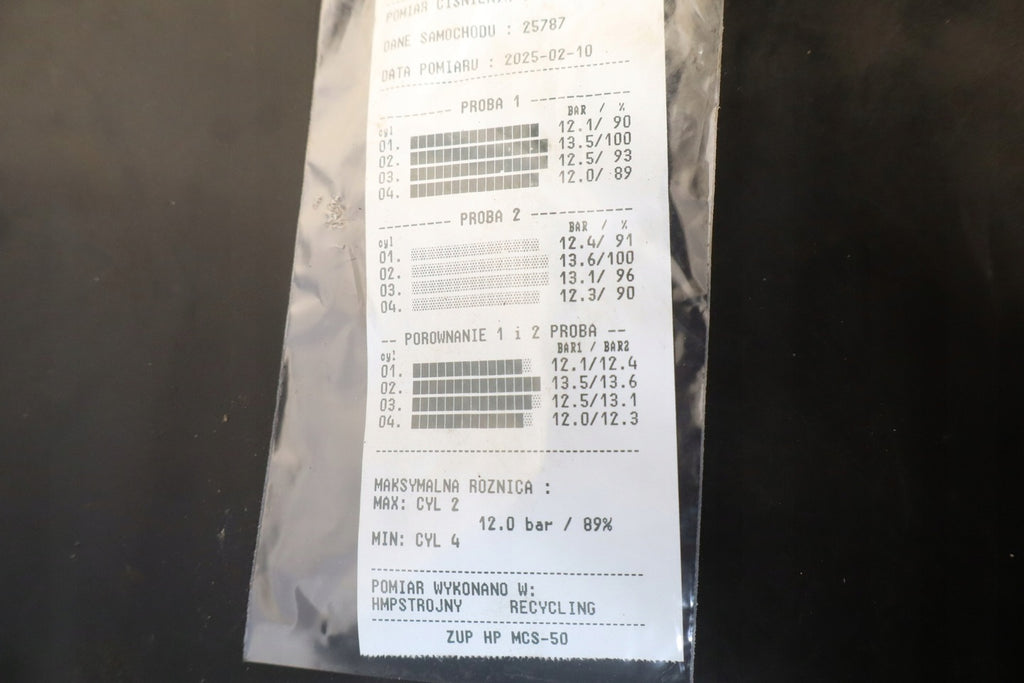 POMIAR CIŚNIENIA
DANE SAMOCHODU : 25787
DATA POMIARU : 2025-02-10
PROBA 1
cyl BAR / %
01. 12.1/ 90
02. 13.5/100
03. 12.5/ 93
04. 12.0/ 89
PROBA 2
cyl BAR / %
01. 12.4/ 91
02. 13.6/100
03. 13.1/ 96
04. 12.3/ 90
-- POROWNANIE 1 i 2 PROBA --
cyl BAR1 / BAR2
01. 12.1/12.4
02. 13.5/13.6
03. 12.5/13.1
04. 12.0/12.3
MAKSYMALNA RÓZNICA :
MAX: CYL 2
12.0 bar / 89%
MIN: CYL 4
POMIAR WYKONANO W:
HMPSTROJNY RECYCLING
ZUP HP MCS-50